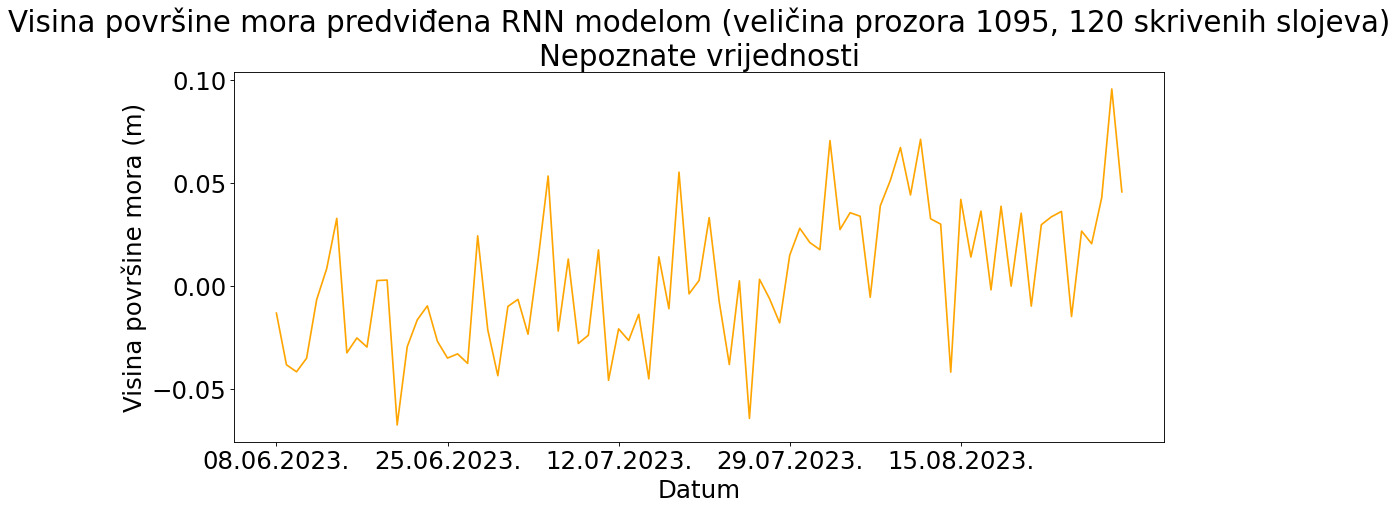 Visina površine mora predviđena RNN modelom (veličina prozora 1095, 120 skrivenih slojeva)
Nepoznate vrijednosti
Visina površine mora (m)
0.10
0.05
0.00
−0.05
08.06.2023. 25.06.2023. 12.07.2023. 29.07.2023. 15.08.2023.
Datum